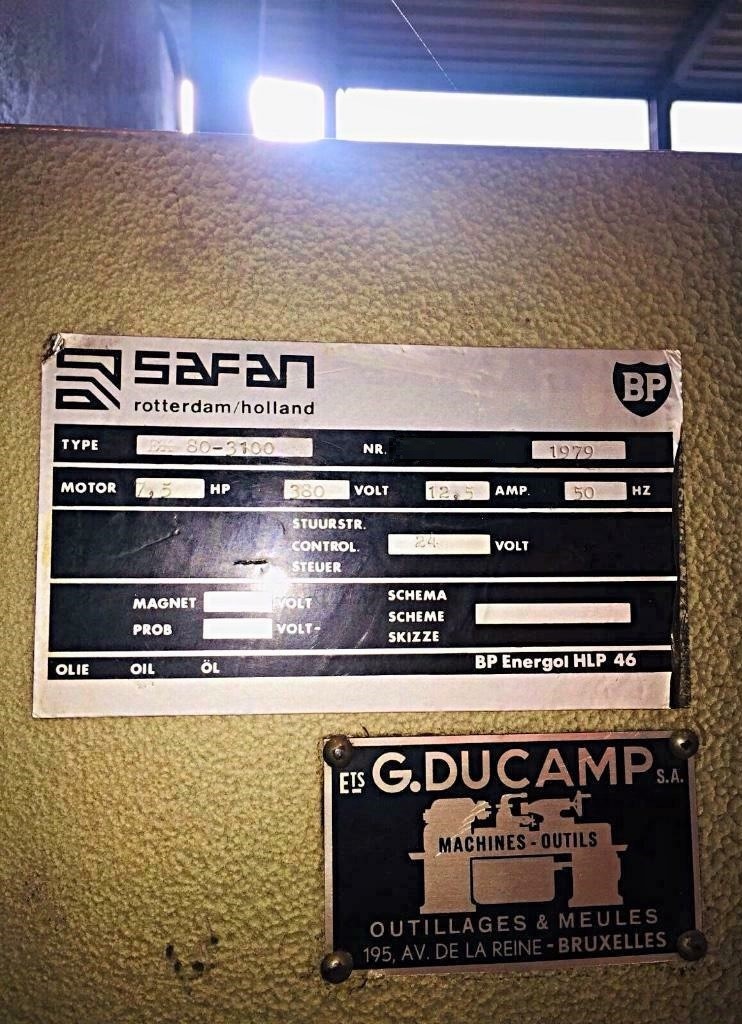 SAFAN
rotterdam/holland
BP
TYPE 80-3100 NR. 1979
MOTOR 7,5 HP 380 VOLT 12,5 AMP. 50 HZ
STUURSTR.
CONTROL. 24 VOLT
STEUER
MAGNET VOLT SCHEMA
SCHEME
PROB VOLT- SKIZZE
OLIE OIL ÖL BP Energol HLP 46
ETS G.DUCAMP S.A.
MACHINES - OUTILS
OUTILLAGES & MEULES
195, AV. DE LA REINE - BRUXELLES